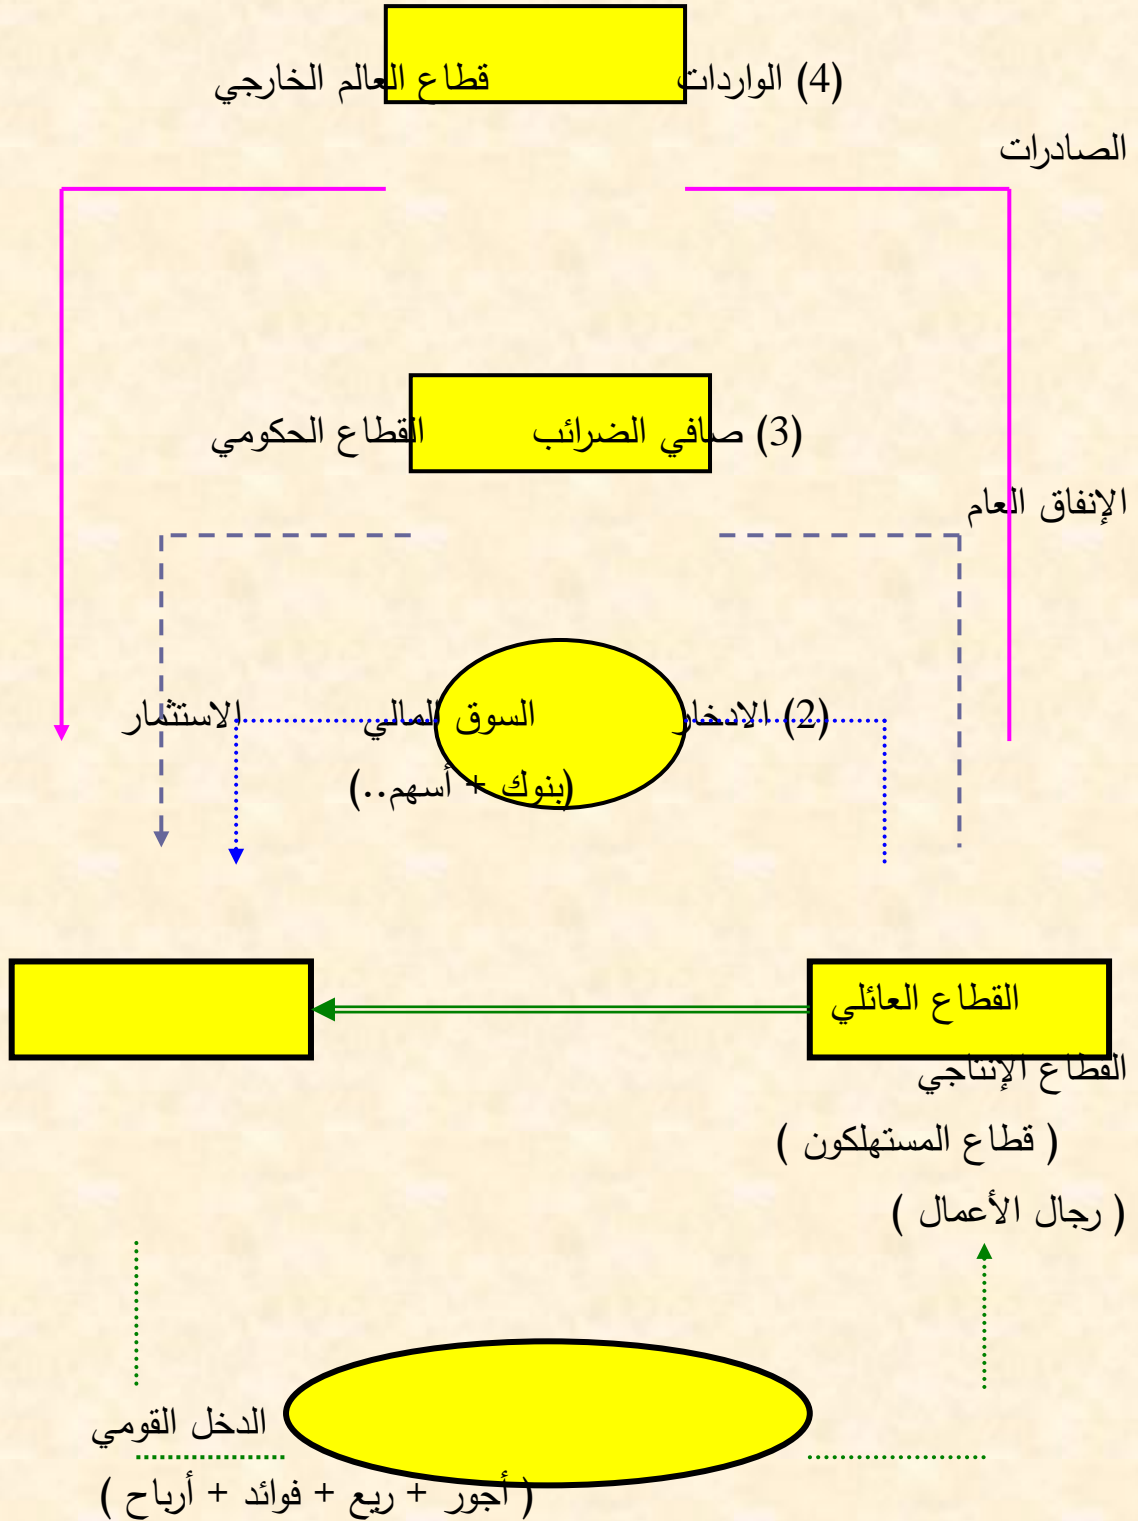 (4) الواردات قطاع العالم الخارجي
الصادرات
(3) صافي الضرائب القطاع الحكومي
الإنفاق العام
(2) الادخار السوق المالي الاستثمار
(بنوك + أسهم..)
القطاع العائلي
القطاع الإنتاجي
( قطاع المستهلكون )
( رجال الأعمال )
الدخل القومي
( أجور + ريع + فوائد + أرباح )